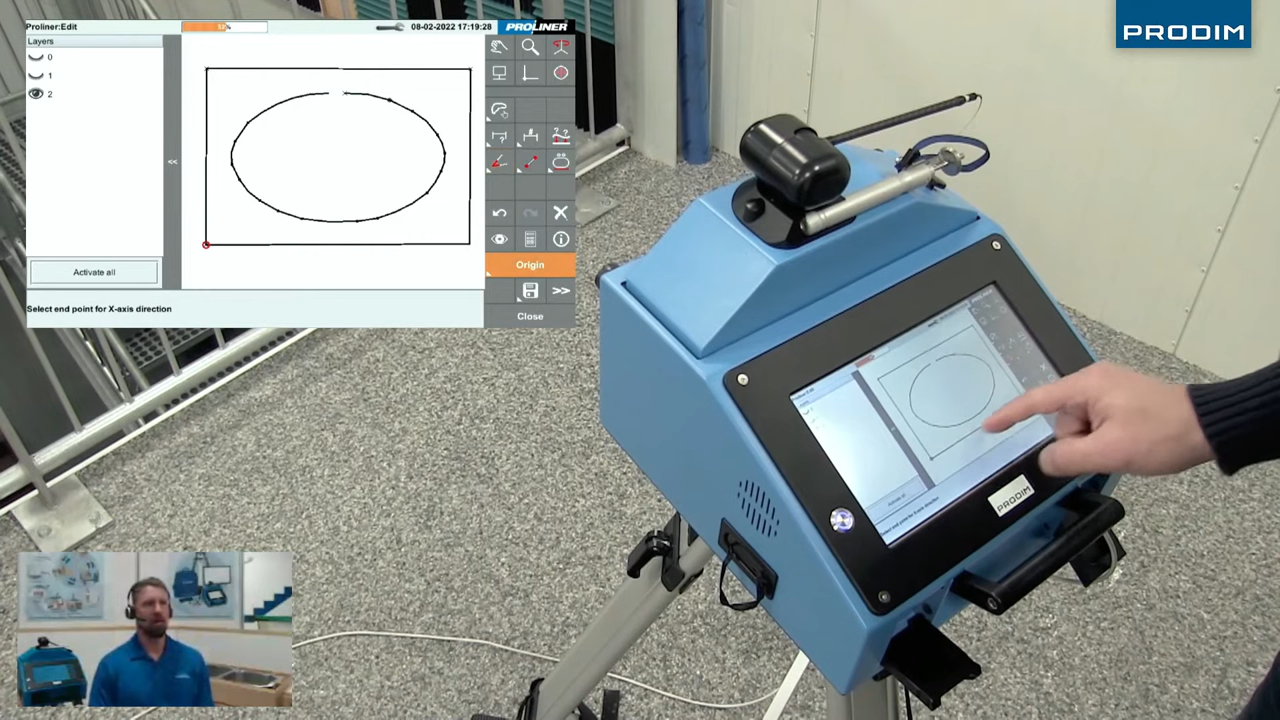 PRODIM
Proliner:Edit
08-02-2022 17:19:28
PROLINER
Layers
0
1
2
<<
Activate all
Origin
>>
Select end point for X-axis direction
Close
PRODIM